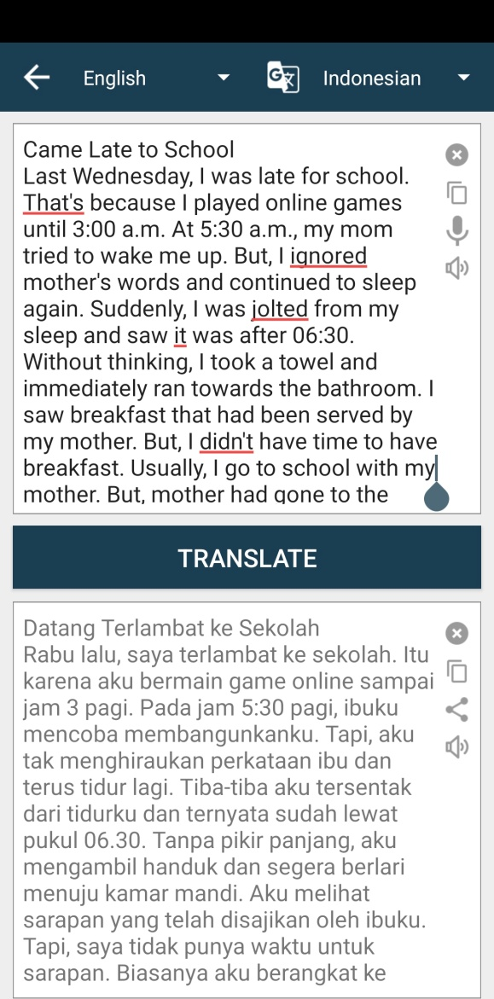 English
Indonesian
Came Late to School
Last Wednesday, I was late for school.
That's because I played online games
until 3:00 a.m. At 5:30 a.m., my mom
tried to wake me up. But, I ignored
mother's words and continued to sleep
again. Suddenly, I was jolted from my
sleep and saw it was after 06:30.
Without thinking, I took a towel and
immediately ran towards the bathroom. I
saw breakfast that had been served by
my mother. But, I didn't have time to have
breakfast. Usually, I go to school with my
mother. But, mother had gone to the
TRANSLATE
Datang Terlambat ke Sekolah
Rabu lalu, saya terlambat ke sekolah. Itu
karena aku bermain game online sampai
jam 3 pagi. Pada jam 5:30 pagi, ibuku
mencoba membangunkanku. Tapi, aku
tak menghiraukan perkataan ibu dan
terus tidur lagi. Tiba-tiba aku tersentak
dari tidurku dan ternyata sudah lewat
pukul 06.30. Tanpa pikir panjang, aku
mengambil handuk dan segera berlari
menuju kamar mandi. Aku melihat
sarapan yang telah disajikan oleh ibuku.
Tapi, saya tidak punya waktu untuk
sarapan. Biasanya aku berangkat ke